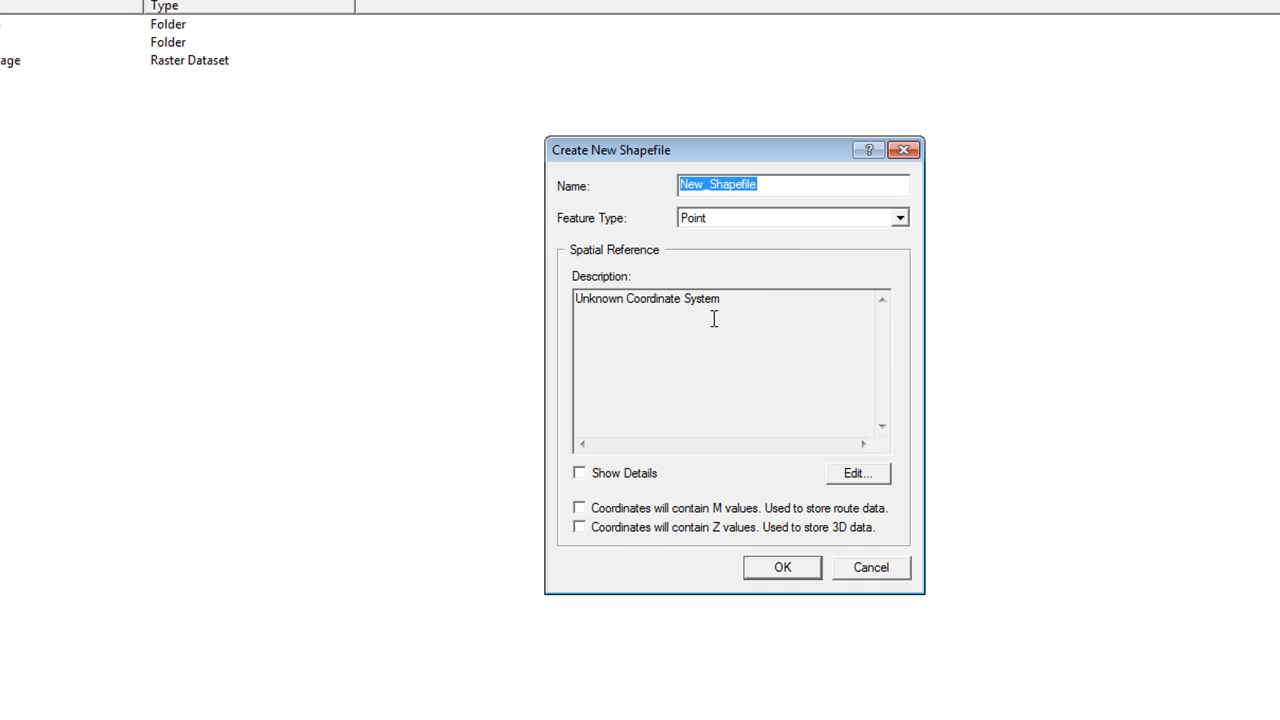 Type
Folder
Folder
age Raster Dataset
Create New Shapefile
?
Name: New_Shapefile
Feature Type: Point
Spatial Reference
Description:
Unknown Coordinate System
Show Details Edit...
Coordinates will contain M values. Used to store route data.
Coordinates will contain Z values. Used to store 3D data.
OK Cancel